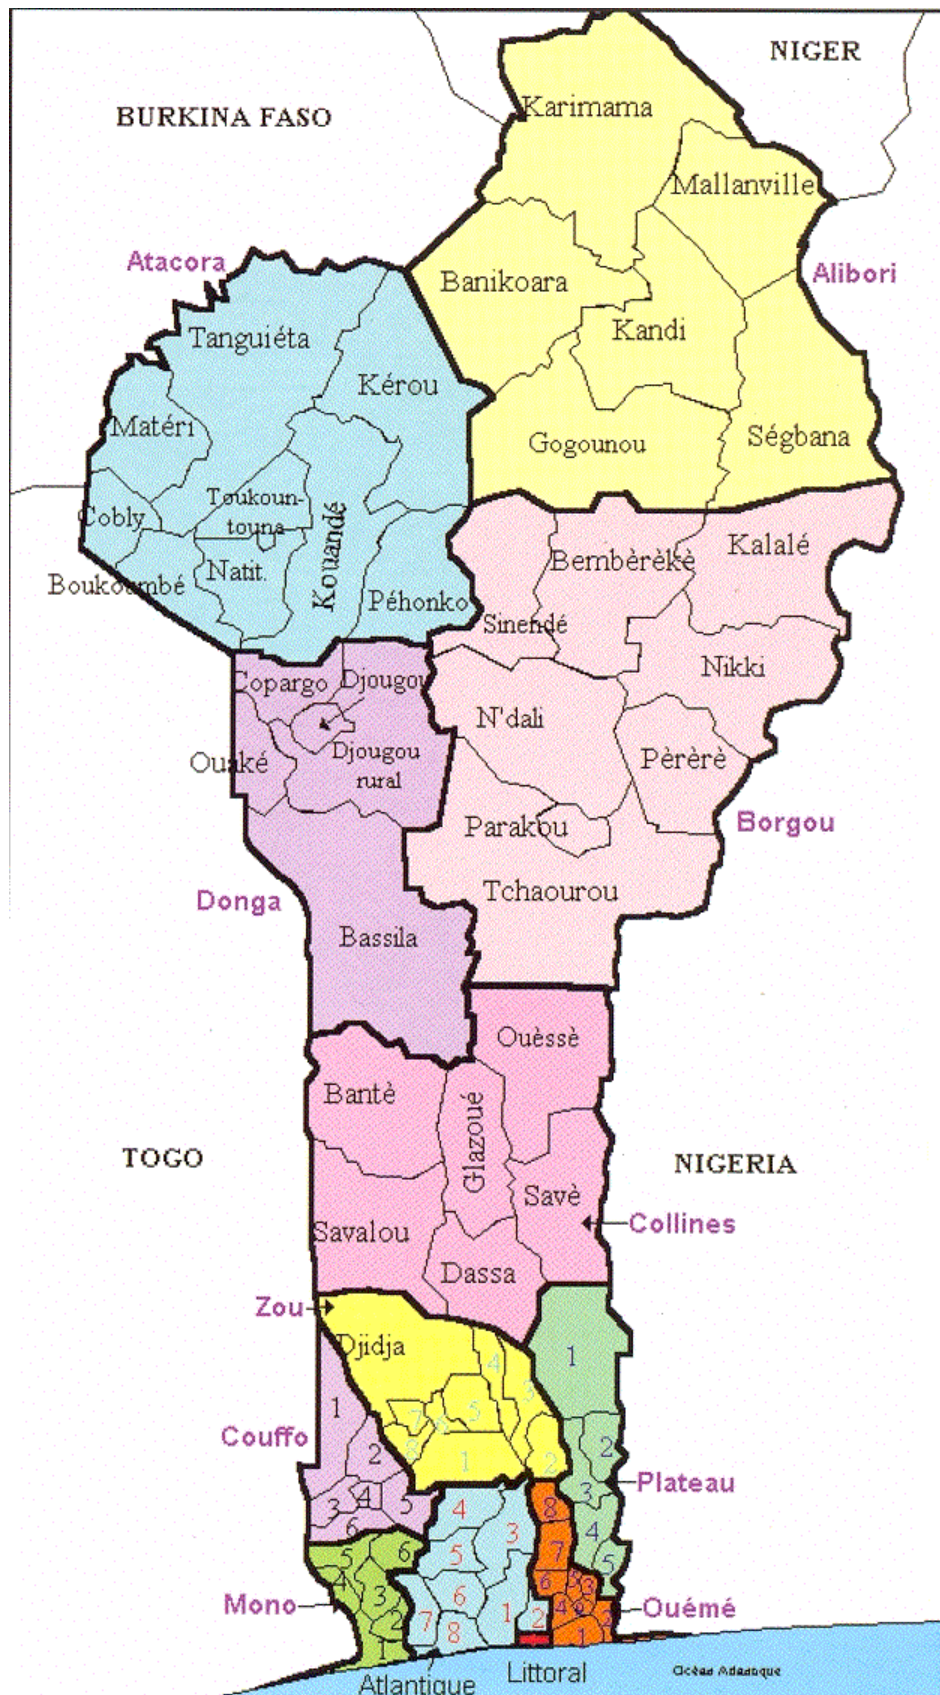 NIGER
BURKINA FASO
Karimama
Mallanville
Atacora
Alibori
Banikoara
Tanguiéta
Kandi
Kérou
Matéri
Gogounou
Ségbana
Toukoun-
touna
Cobly
Kouandé
Bembèrèkè
Kalalé
Natit.
Boukoumbé
Péhonko
Sinendé
Nikki
Copargo
Djougou
N'dali
Ouaké
Djougou
rural
Pèrèrè
Parakou
Borgou
Tchaourou
Donga
Bassila
Ouèssè
Bantè
Glazoué
TOGO
NIGERIA
Savè
Collines
Savalou
Dassa
Zou
Djidja
1
4
3
5
7
6
8
1
2
1
2
Couffo
3
4
5
6
2
3
4
5
Plateau
4
3
5
6
1
2
7
8
8
7
6
5
3
4
9
2
1
Ouémé
5
6
4
3
2
1
Mono
Atlantique
Littoral
Océan Atlantique